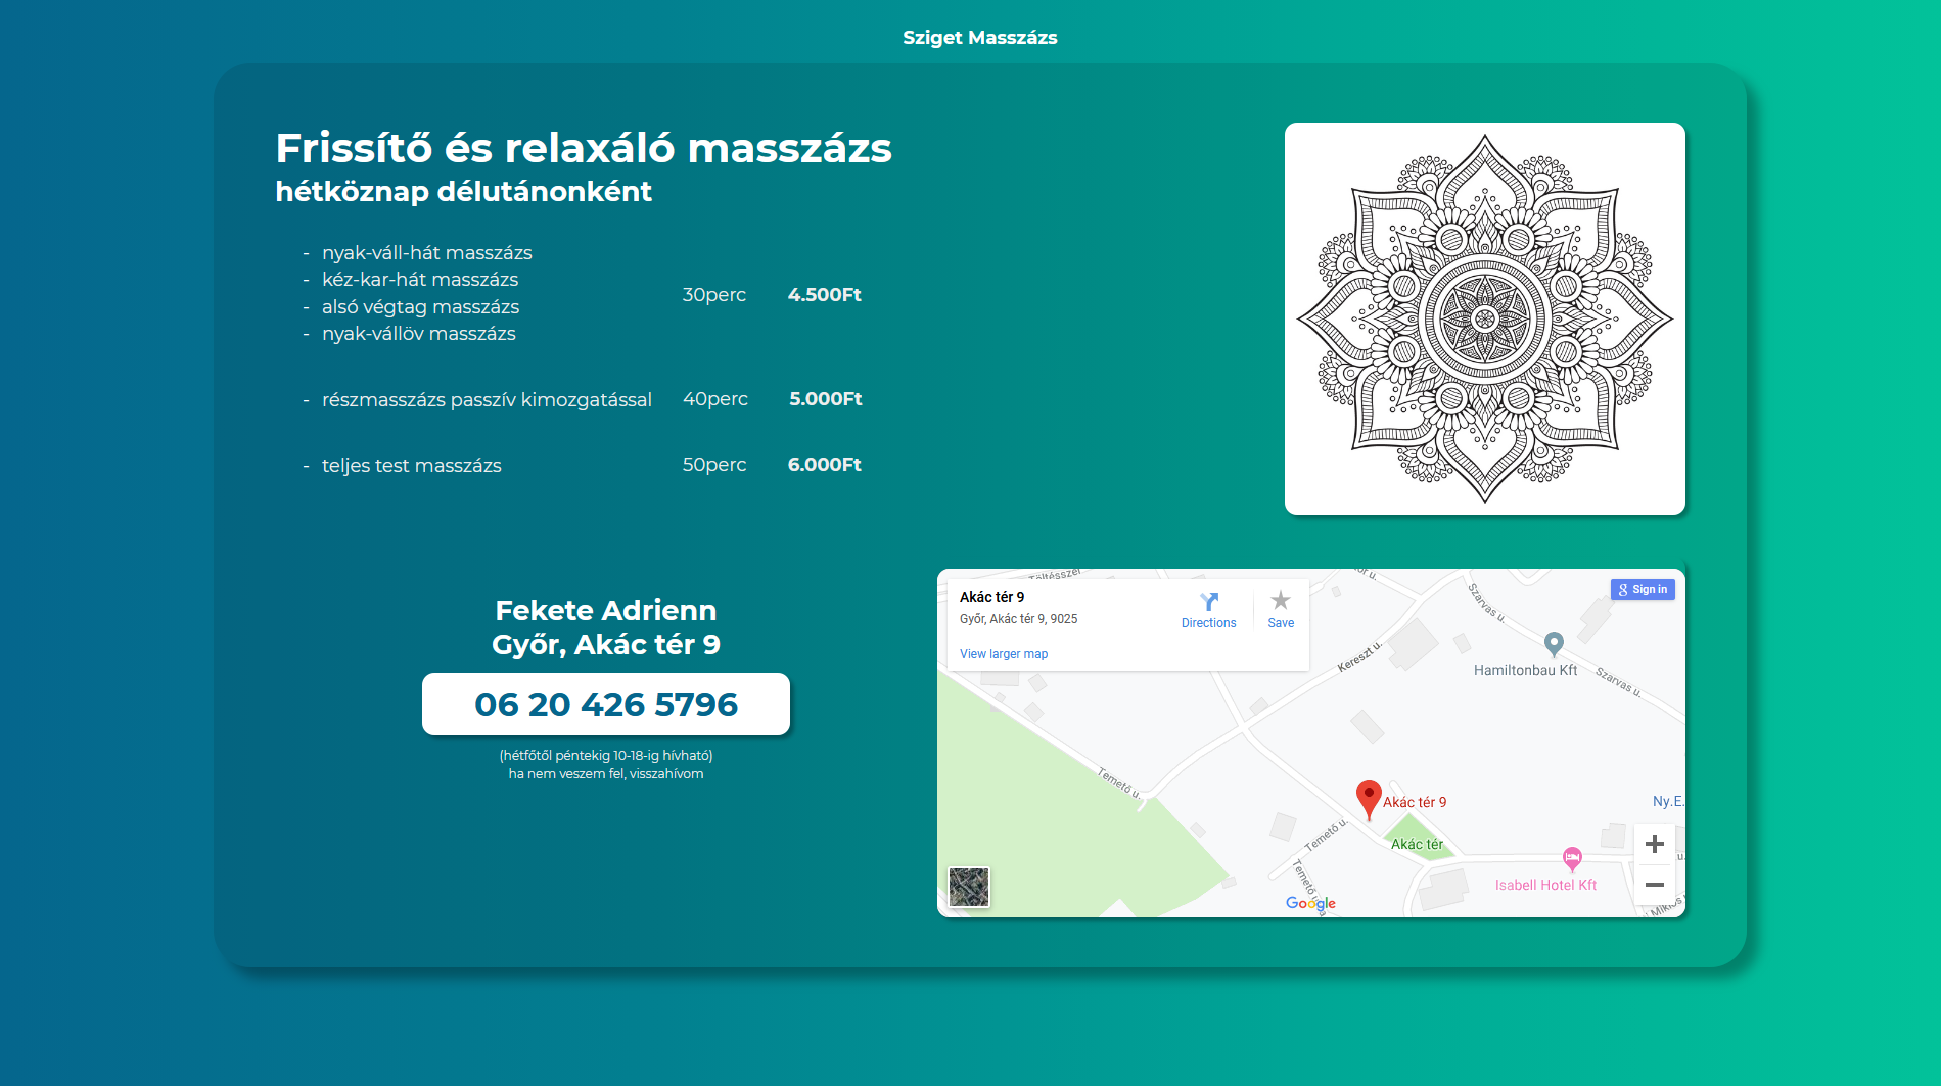 Sziget Masszázs
Frissítő és relaxáló masszázs
hétköznap délutánonként
- nyak-váll-hát masszázs
- kéz-kar-hát masszázs
- alsó végtag masszázs
- nyak-vállöv masszázs
30perc 4.500Ft
- részmasszázs passzív kimozgatással 40perc 5.000Ft
- teljes test masszázs 50perc 6.000Ft
Fekete Adrienn
Győr, Akác tér 9
06 20 426 5796
(hétfőtől péntekig 10-18-ig hívható)
ha nem veszem fel, visszahívom
Akác tér 9
Győr, Akác tér 9, 9025
View larger map
Directions
Save
Sign in
Szarvas u.
Kereszt u.
Hamiltonbau Kft
Szarvas u.
Temető u.
Akác tér 9
Ny.E.
Temető u.
Akác tér
Isabell Hotel Kft
Google